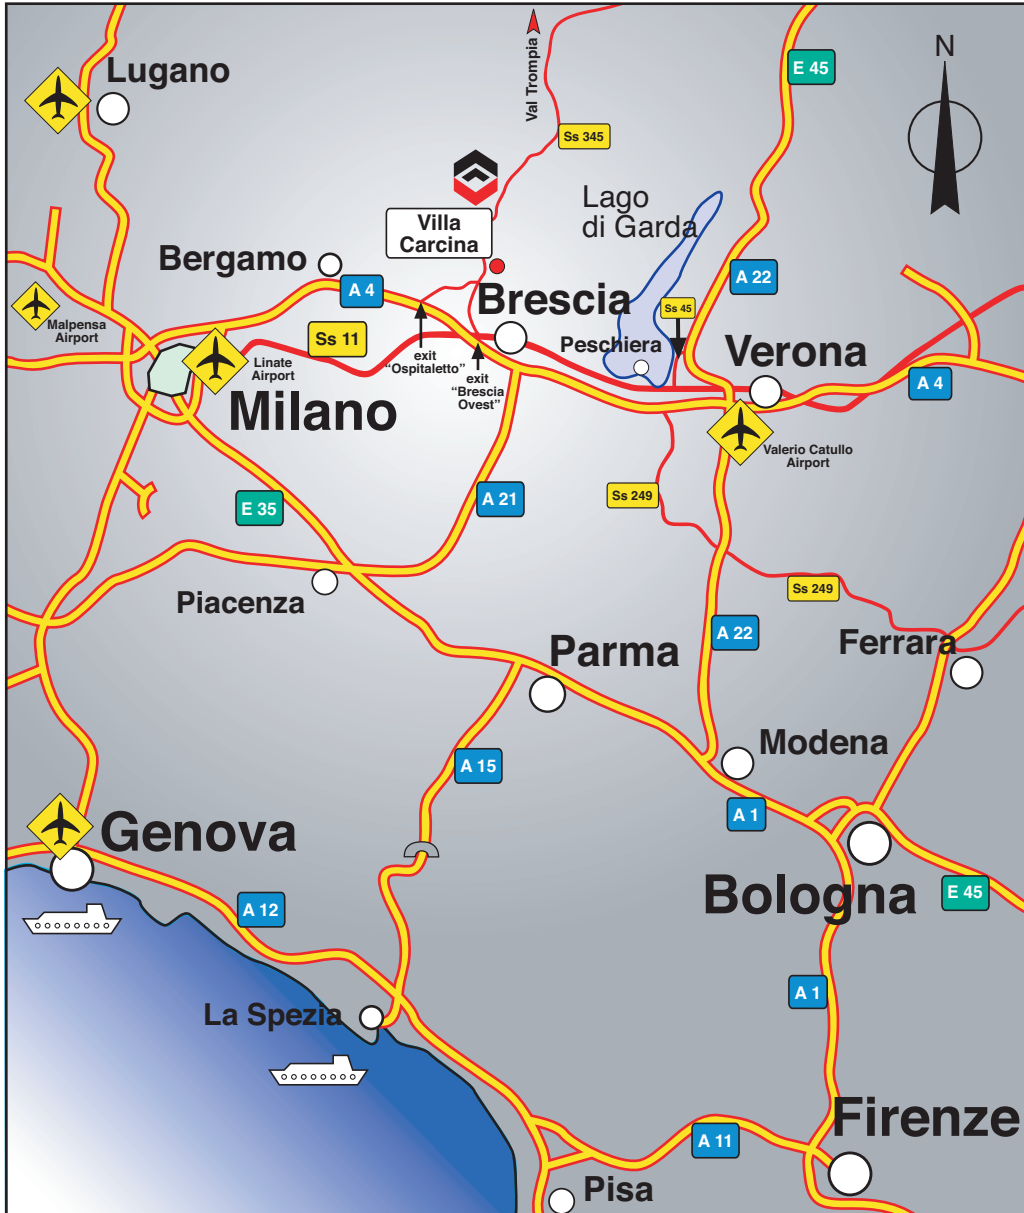 N
Lugano
E 45
Val Trompia
Ss 345
Lago
di Garda
Villa
Carcina
Bergamo
A 4
A 22
Brescia
Ss 45
Malpensa
Airport
Ss 11
Linate
Airport
exit
“Ospitaletto”
exit
“Brescia
Ovest”
Peschiera
Verona
A 4
Milano
Valerio Catullo
Airport
E 35
A 21
Ss 249
Piacenza
Ss 249
A 22
Ferrara
Parma
Modena
A 15
A 1
Genova
Bologna
E 45
A 12
A 1
La Spezia
Firenze
A 11
Pisa